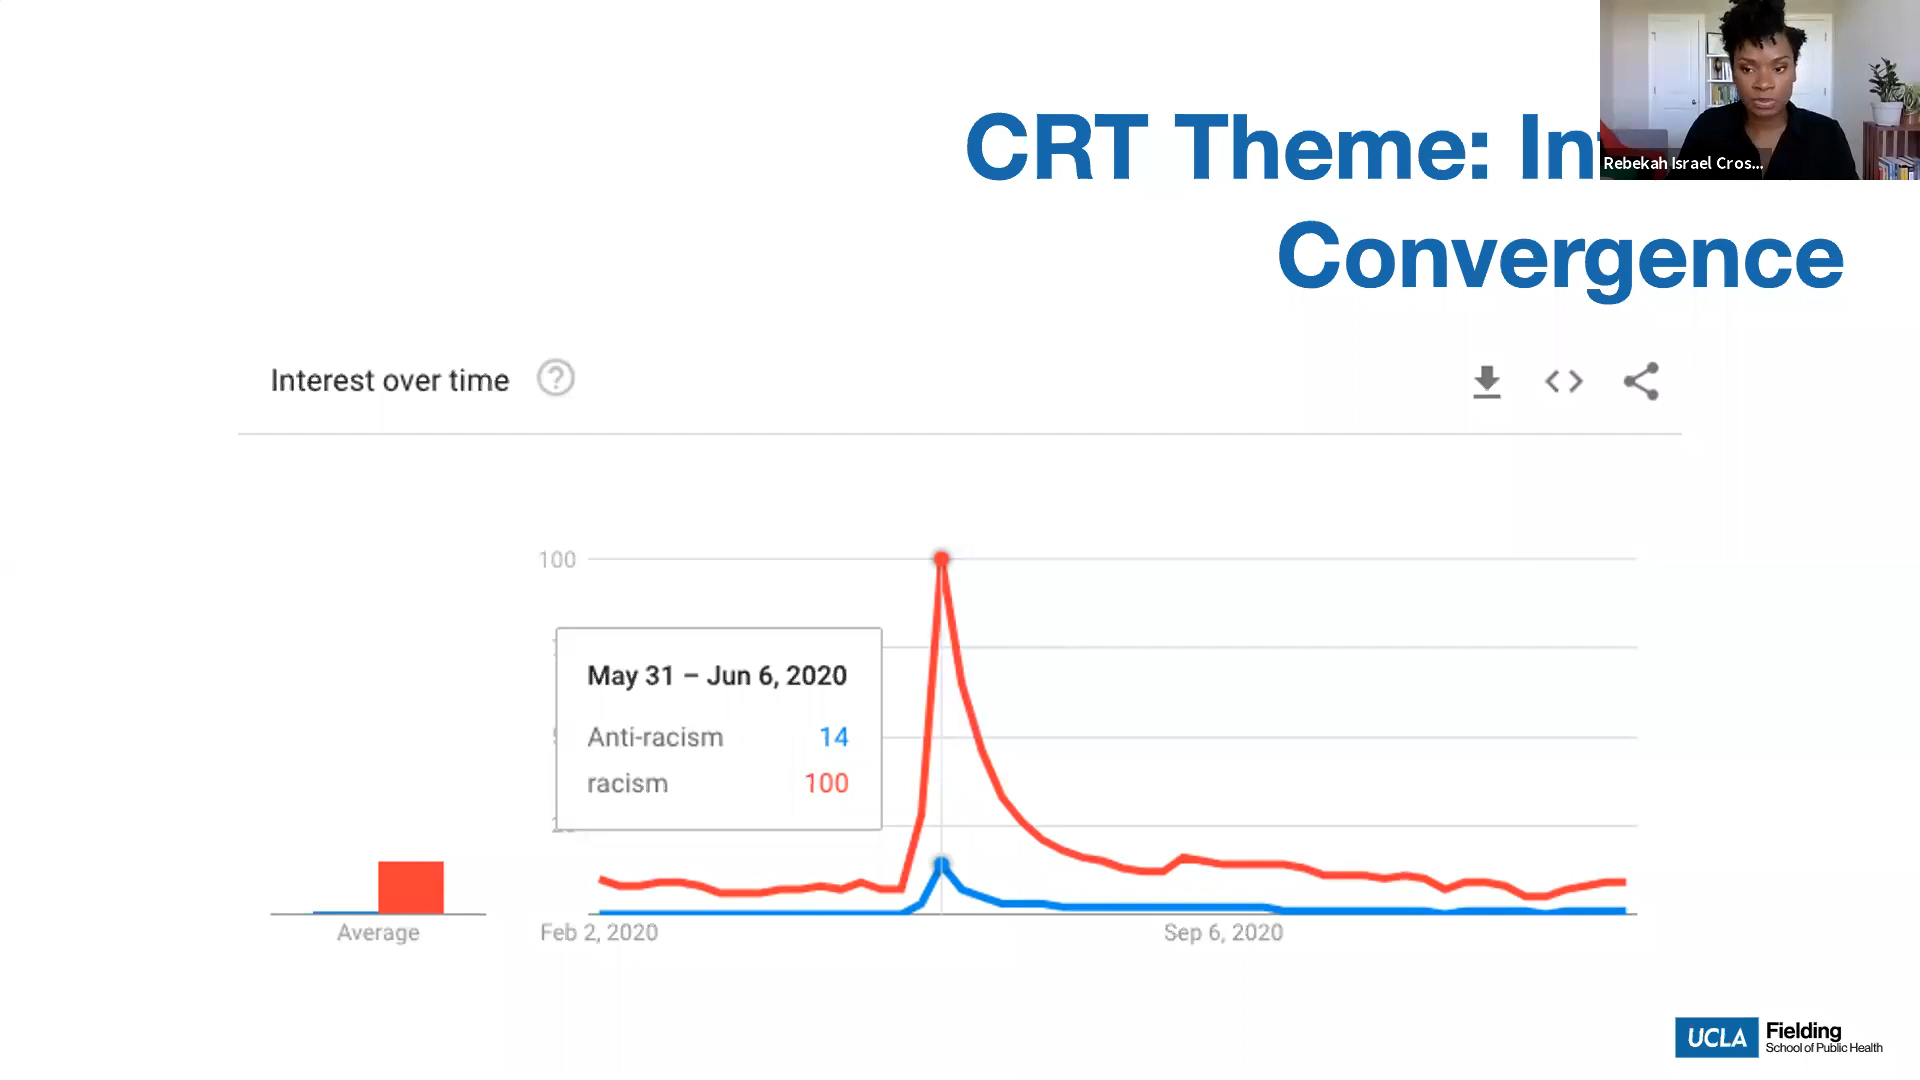 CRT Theme: In
Convergence
Rebekah Israel Cros...
Interest over time
?
100
May 31 – Jun 6, 2020
Anti-racism 14
racism 100
Average
Feb 2, 2020
Sep 6, 2020
UCLA Fielding
School of Public Health